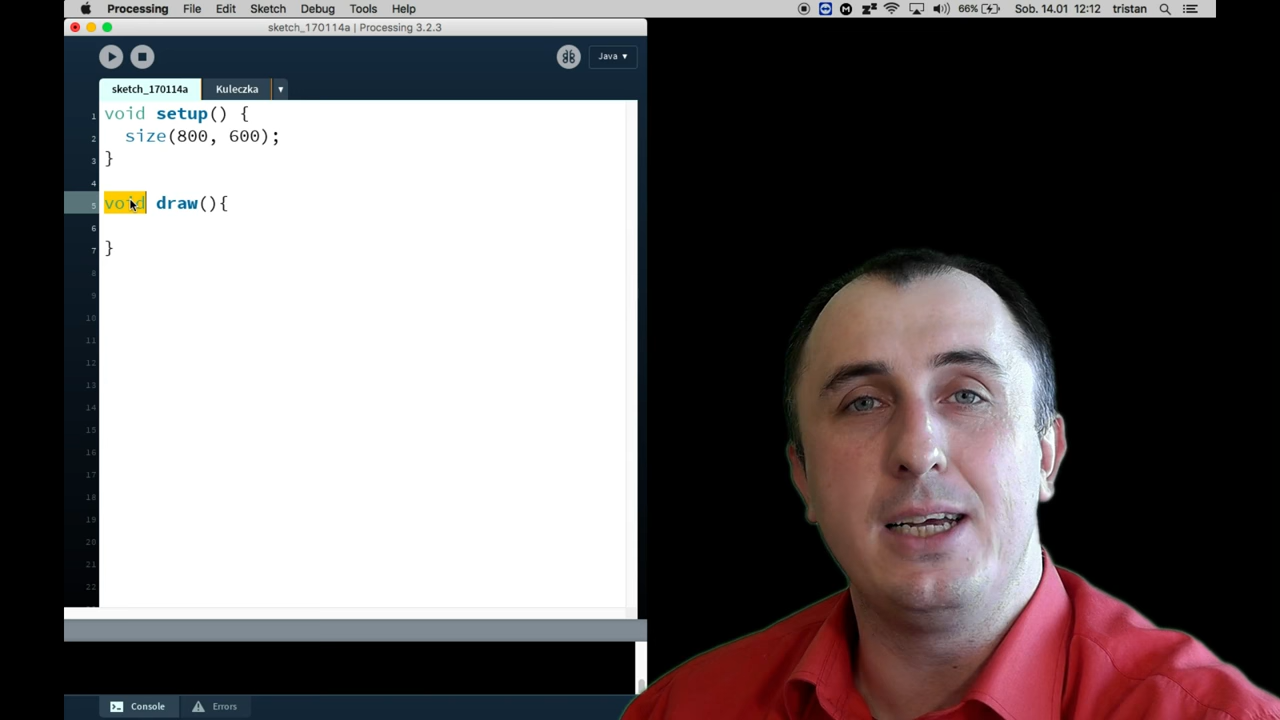 Processing File Edit Sketch Debug Tools Help 66% Sob. 14.01 12:12 tristan
sketch_170114a | Processing 3.2.3
Java ▾
sketch_170114a Kuleczka ▾
1 void setup() {
2 size(800, 600);
3 }
4
5 void draw(){
6
7 }
8
9
10
11
12
13
14
15
16
17
18
19
20
21
22
Console Errors